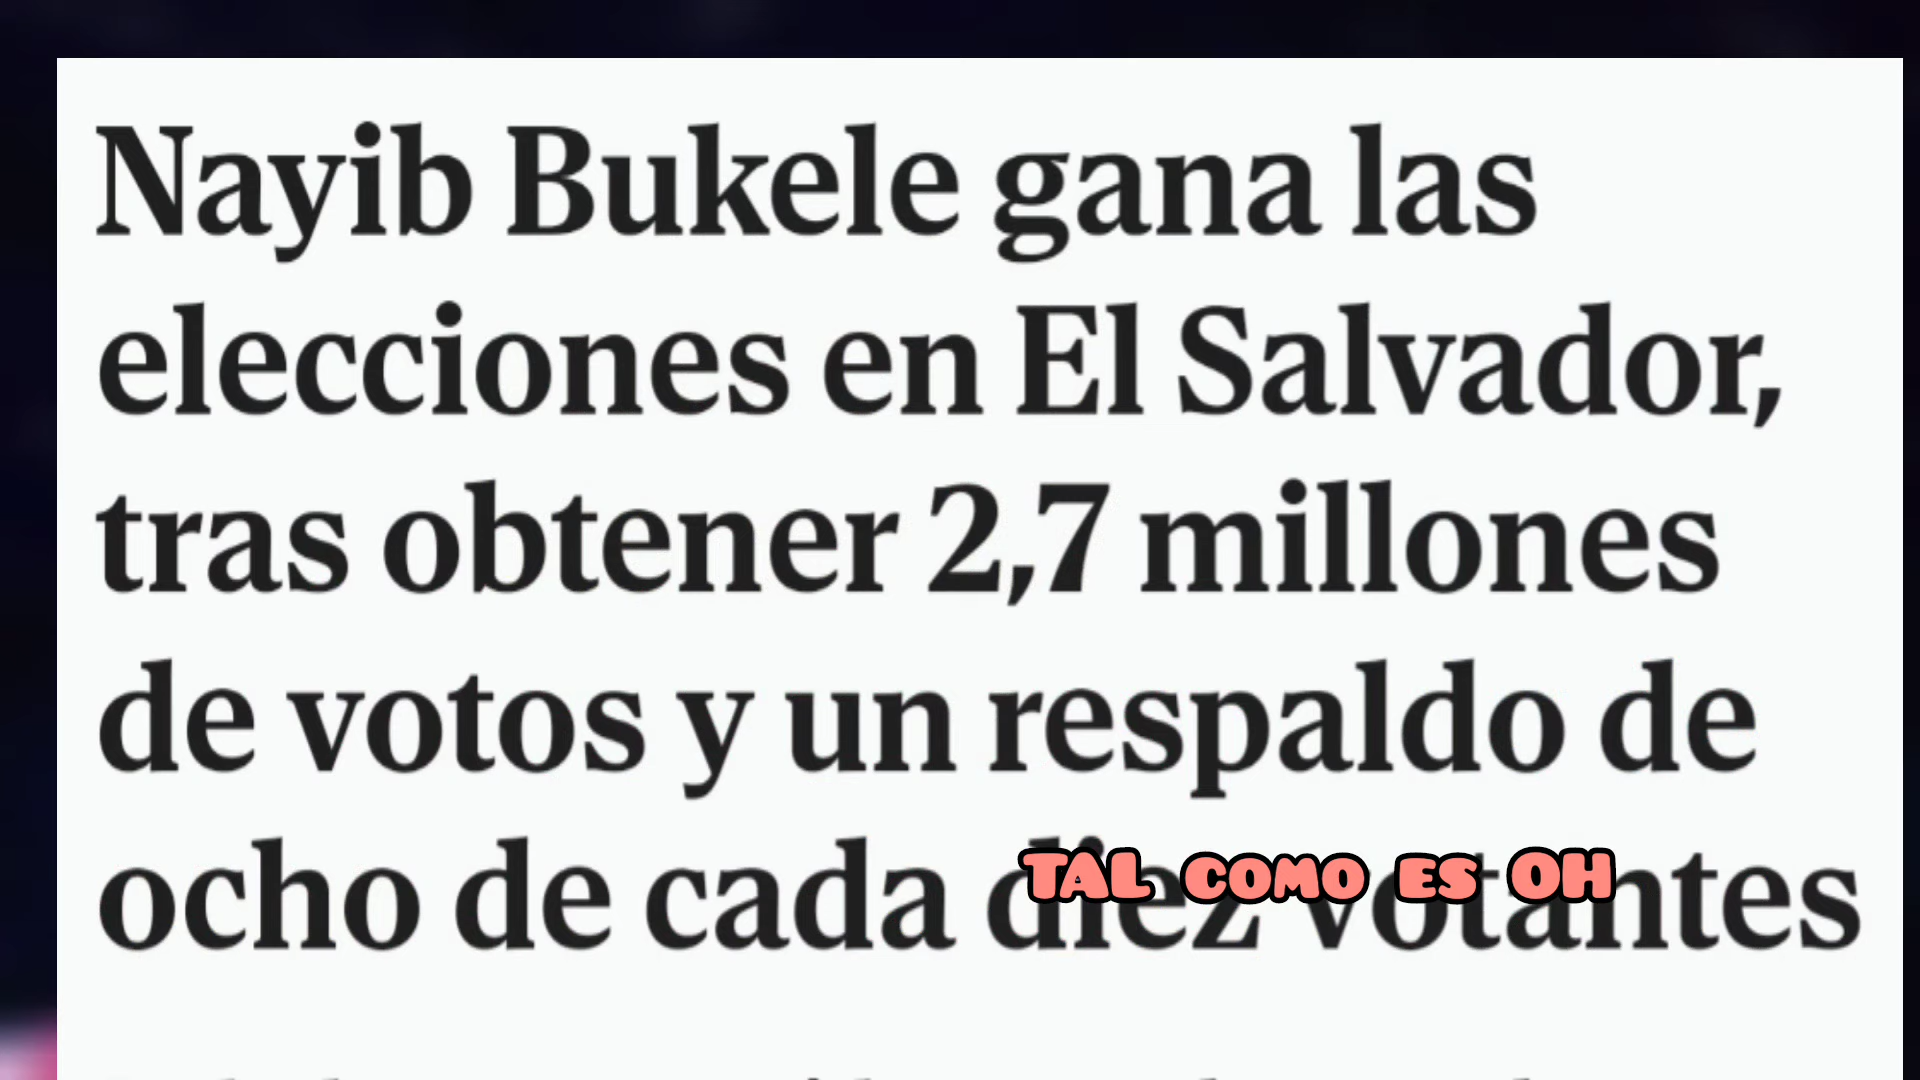 Nayib Bukele gana las
elecciones en El Salvador,
tras obtener 2,7 millones
de votos y un respaldo de
ocho de cada diez votantes
TAL COMO ES OH